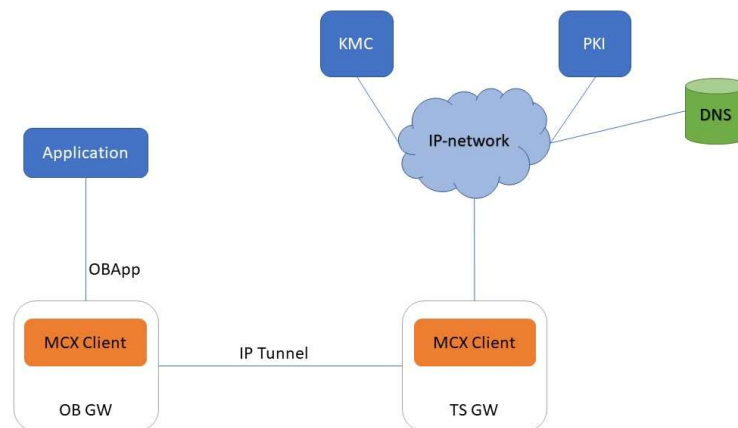 KMC
PKI
DNS
IP-network
Application
OBApp
MCX Client
IP Tunnel
MCX Client
OB GW
TS GW